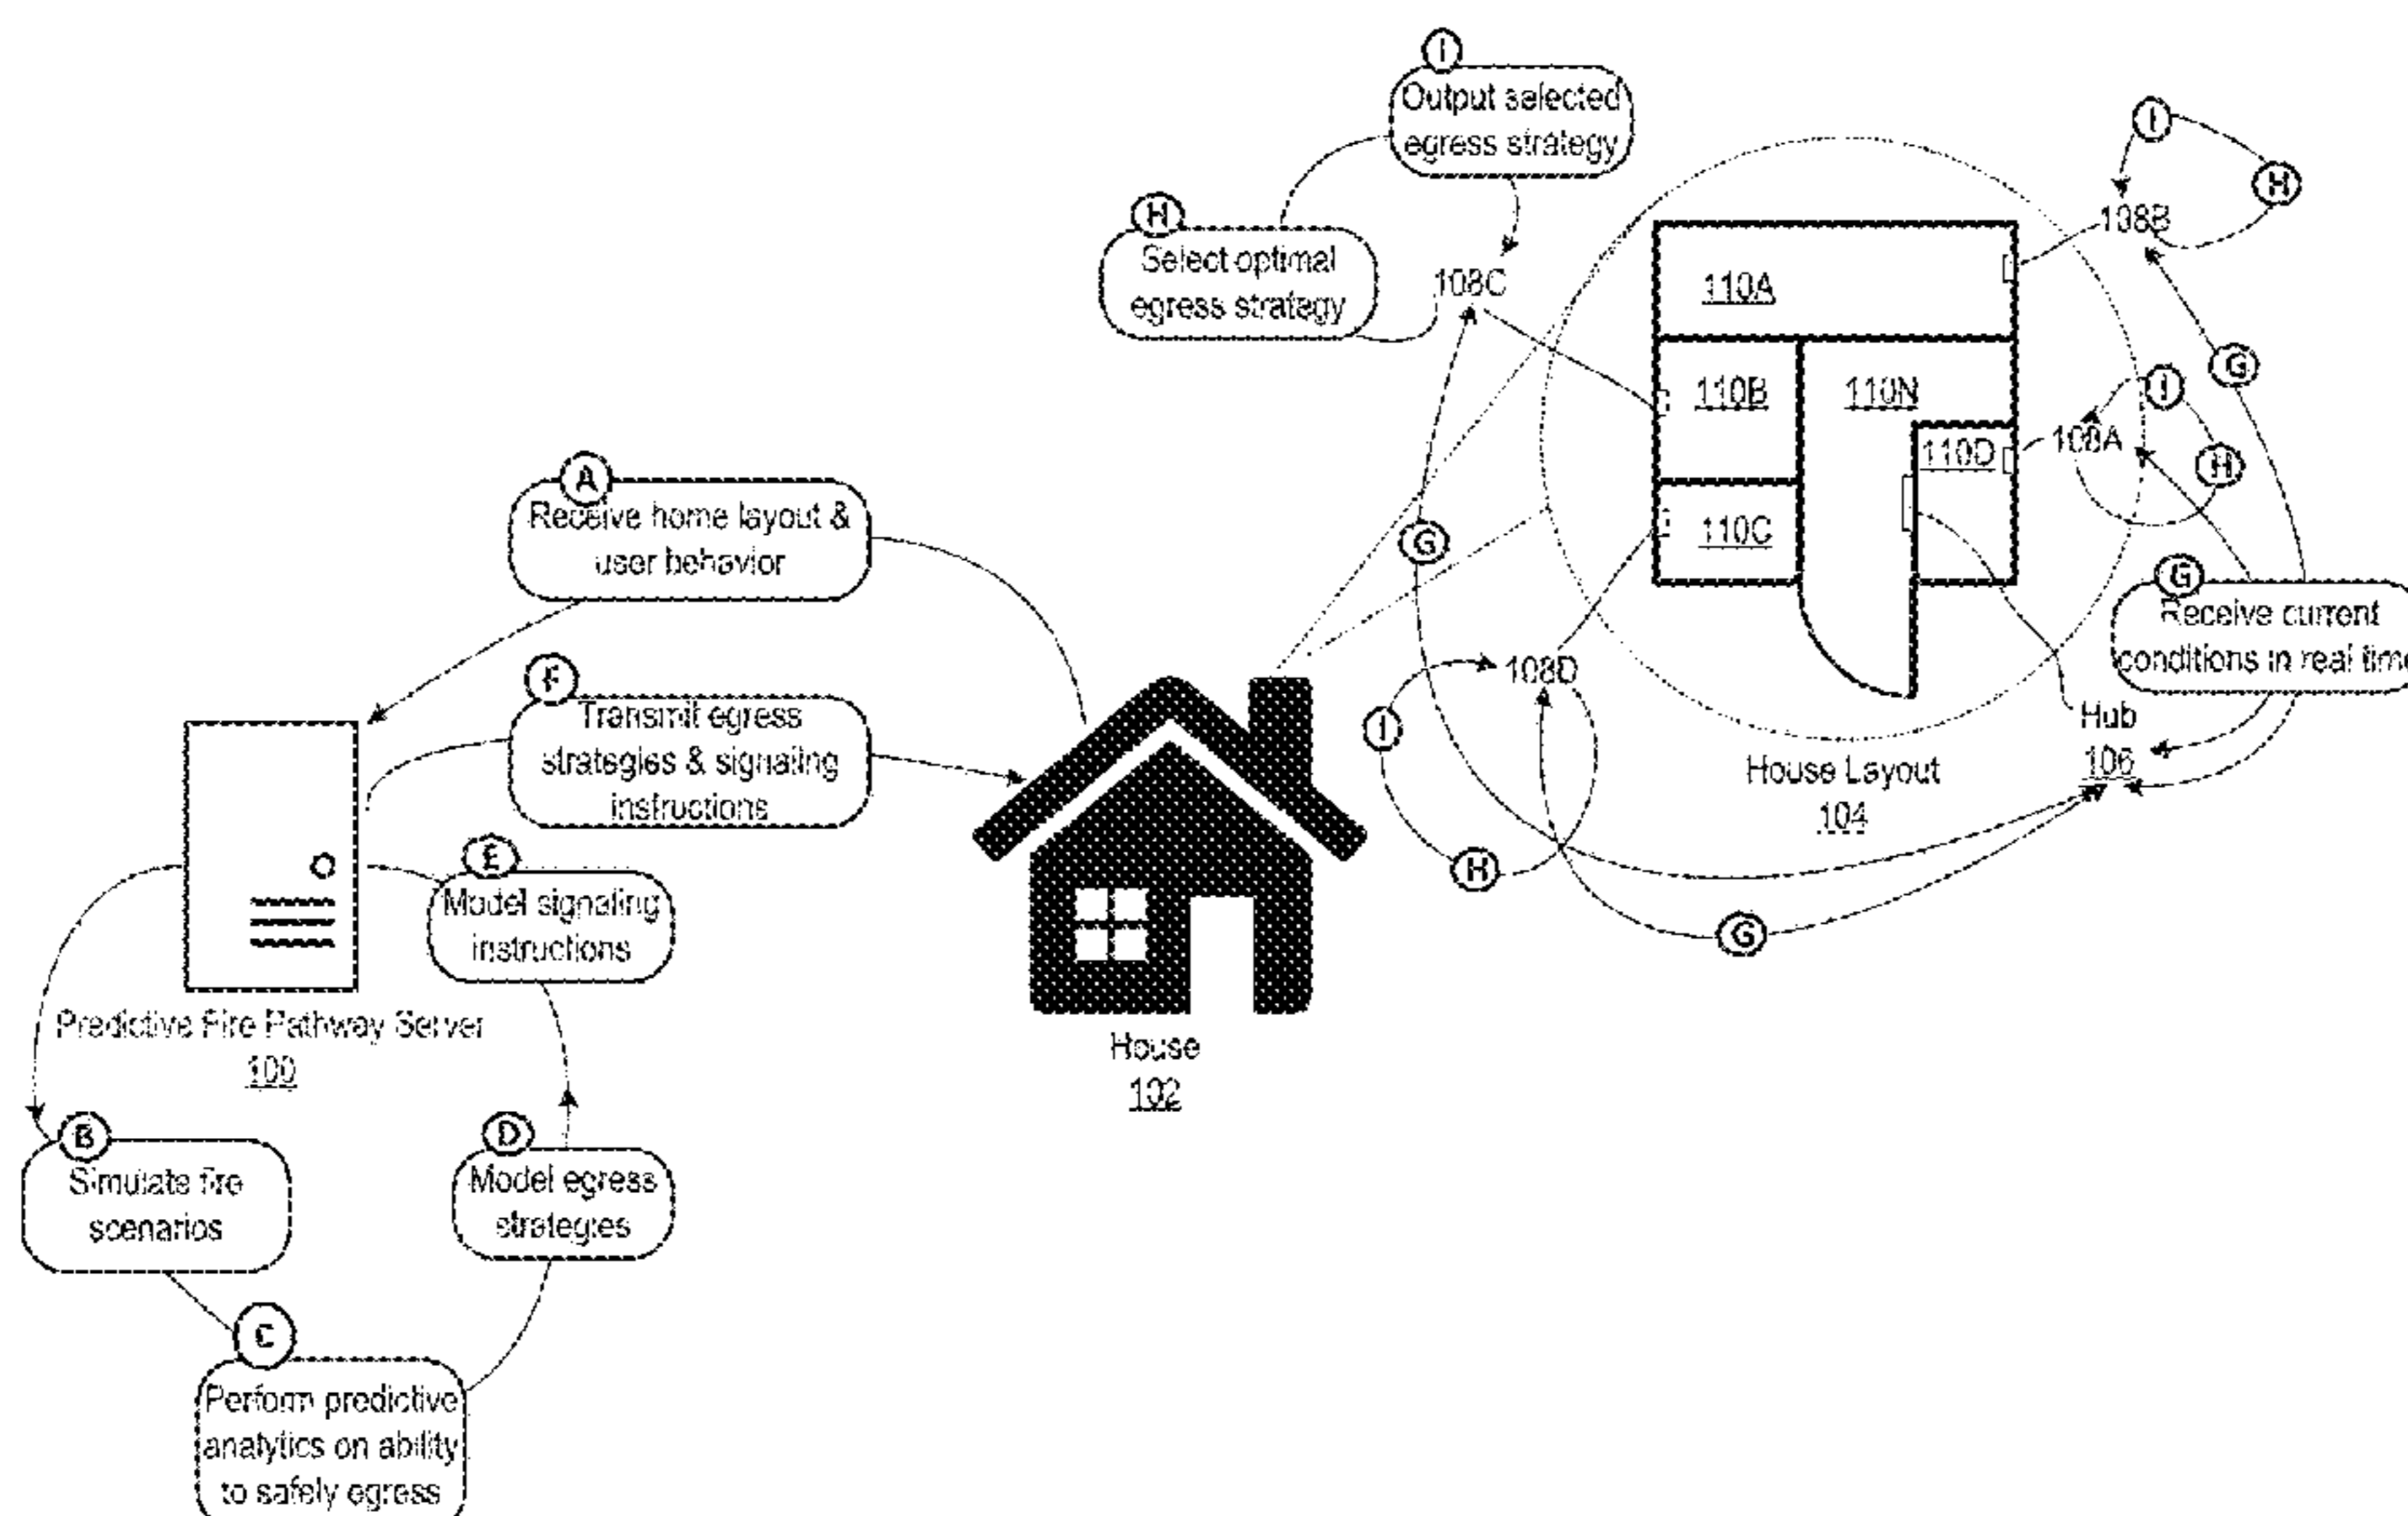 I
Output selected
egress strategy
H
Select optimal
egress strategy
108C
I
H
108B
G
110A
110B
110N
110C
110D
I
108A
H
G
Receive current
conditions in real time
G
A
Receive home layout &
user behavior
F
Transmit egress
strategies & signaling
instructions
E
Model signaling
instructions
108D
I
H
G
Hub
106
House Layout
104
Predictive Fire Pathway Server
100
House
102
B
Simulate fire
scenarios
D
Model egress
strategies
C
Perform predictive
analytics on ability
to safely egress